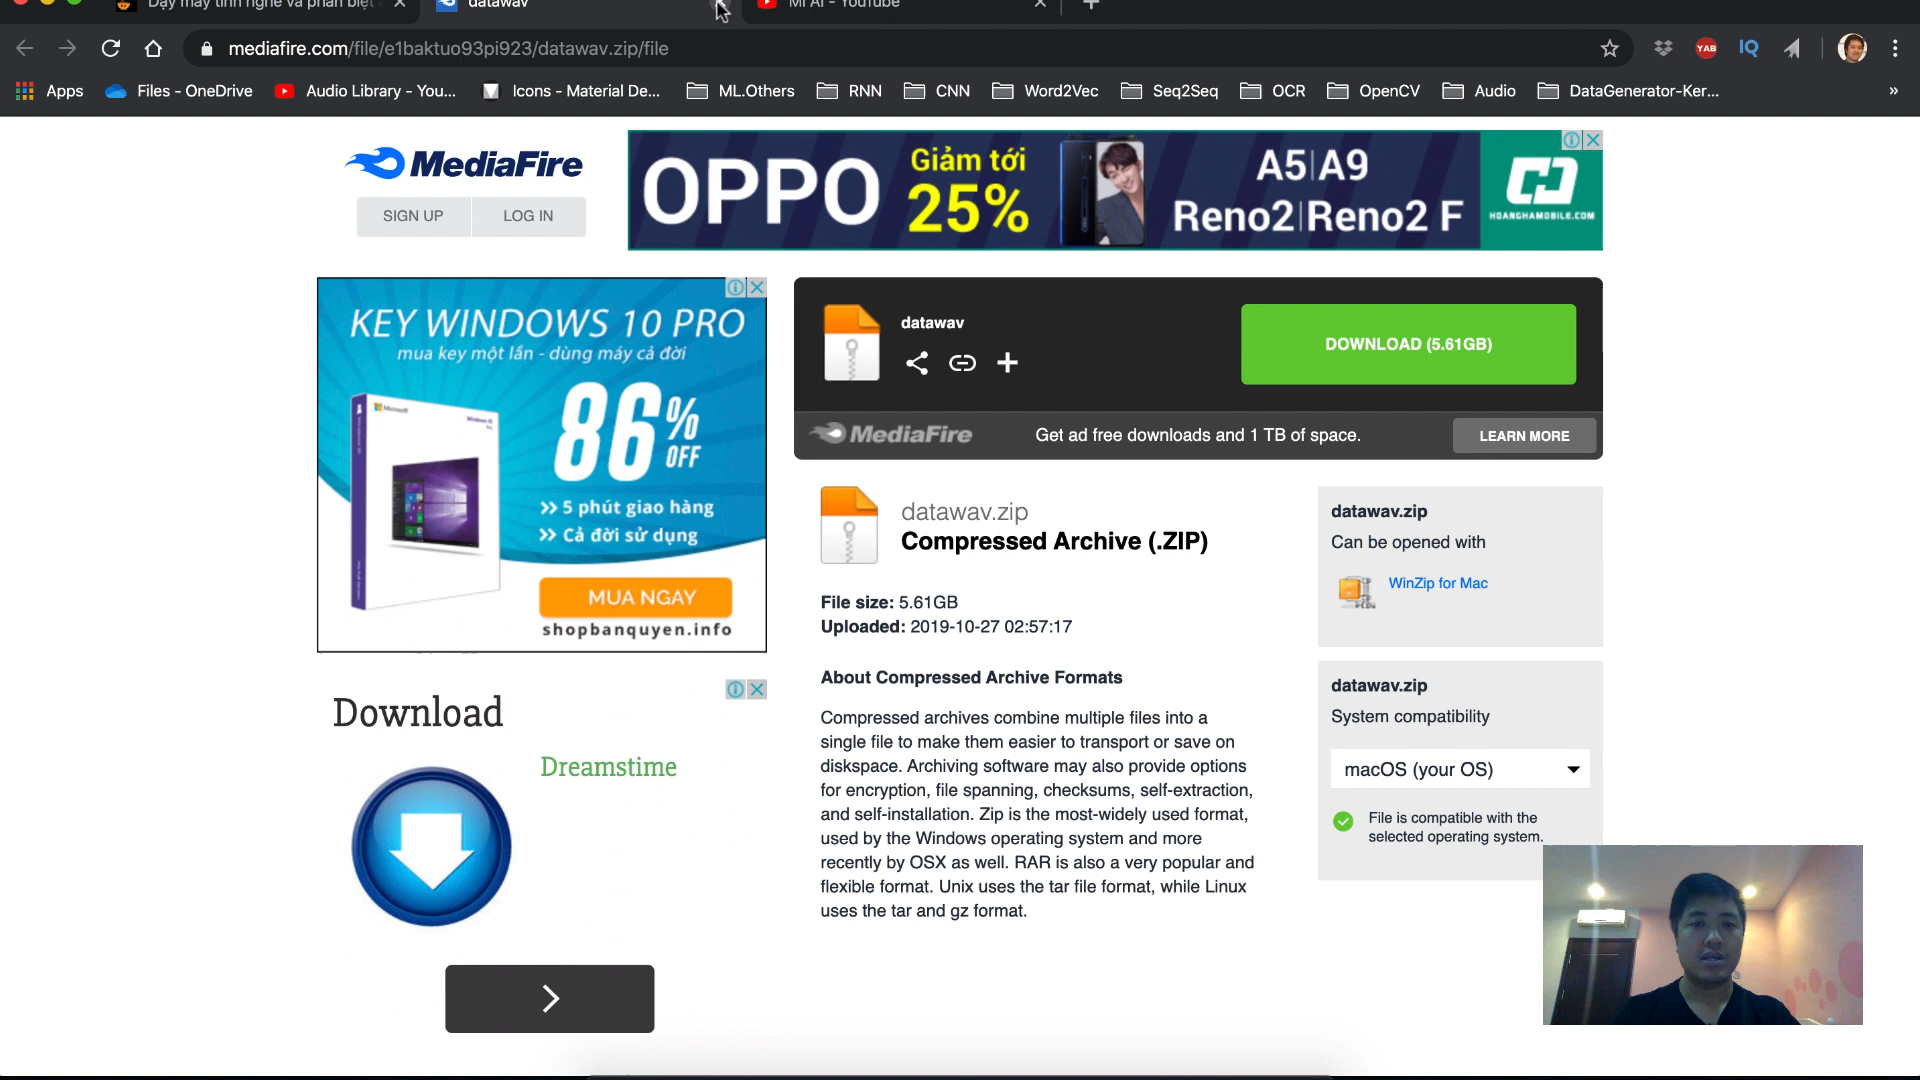 Dạy máy tính nghe và phân biệt
datawav
Mì AI - YouTube
mediafire.com/file/e1baktuo93pi923/datawav.zip/file
YAB
IQ
Apps
Files - OneDrive
Audio Library - You...
Icons - Material De...
ML.Others
RNN
CNN
Word2Vec
Seq2Seq
OCR
OpenCV
Audio
DataGenerator-Ker...
»
MediaFire
SIGN UP
LOG IN
OPPO
Giảm tới
25%
A5|A9
Reno2|Reno2 F
HOANGHAMOBILE.COM
KEY WINDOWS 10 PRO
mua key một lần - dùng máy cả đời
86%
OFF
Microsoft
>> 5 phút giao hàng
>> Cả đời sử dụng
MUA NGAY
shopbanquyen.info
datawav
DOWNLOAD (5.61GB)
MediaFire
Get ad free downloads and 1 TB of space.
LEARN MORE
datawav.zip
Compressed Archive (.ZIP)
File size: 5.61GB
Uploaded: 2019-10-27 02:57:17
About Compressed Archive Formats
Compressed archives combine multiple files into a
single file to make them easier to transport or save on
diskspace. Archiving software may also provide options
for encryption, file spanning, checksums, self-extraction,
and self-installation. Zip is the most-widely used format,
used by the Windows operating system and more
recently by OSX as well. RAR is also a very popular and
flexible format. Unix uses the tar file format, while Linux
uses the tar and gz format.
datawav.zip
Can be opened with
WinZip for Mac
datawav.zip
System compatibility
macOS (your OS)
File is compatible with the
selected operating system.
Download
Dreamstime